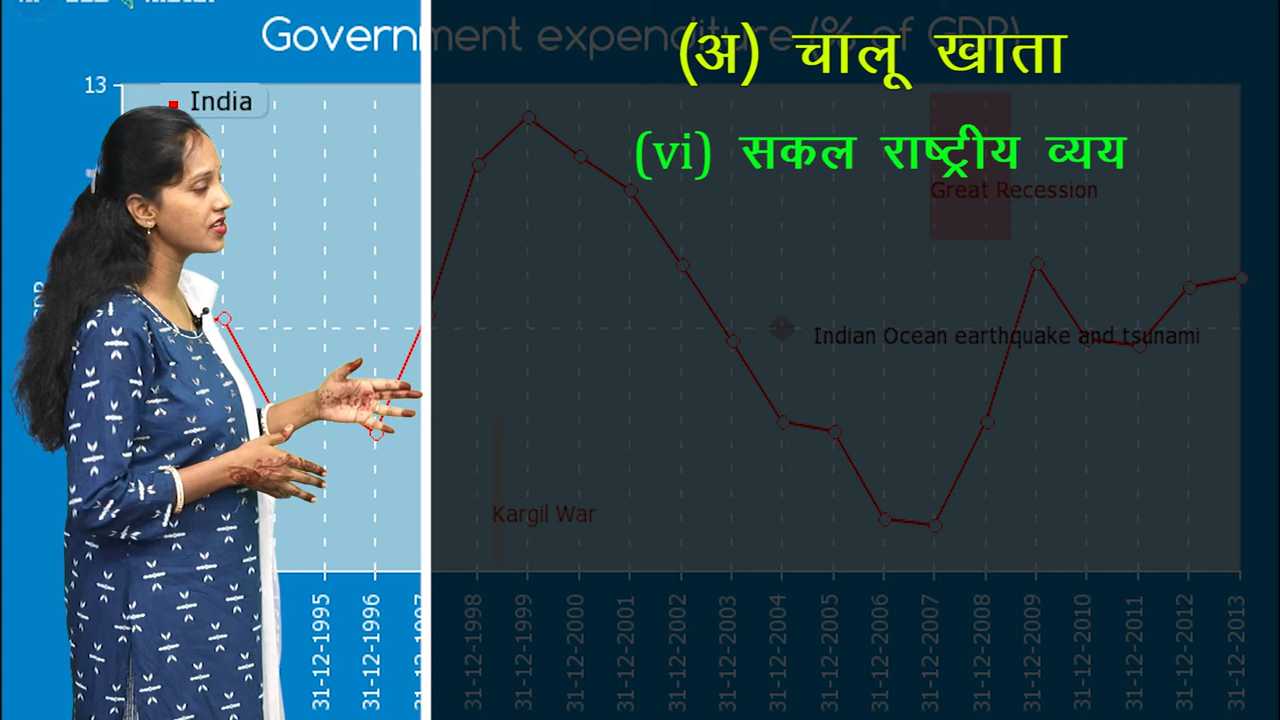 Government expenditure (% of GDP)
(अ) चालू खाता
13
India
(vi) सकल राष्ट्रीय व्यय
Great Recession
Indian Ocean earthquake and tsunami
Kargil War
31-12-1995
31-12-1996
31-12-1998
31-12-1999
31-12-2000
31-12-2001
31-12-2002
31-12-2003
31-12-2004
31-12-2005
31-12-2006
31-12-2007
31-12-2008
31-12-2009
31-12-2010
31-12-2011
31-12-2012
31-12-2013